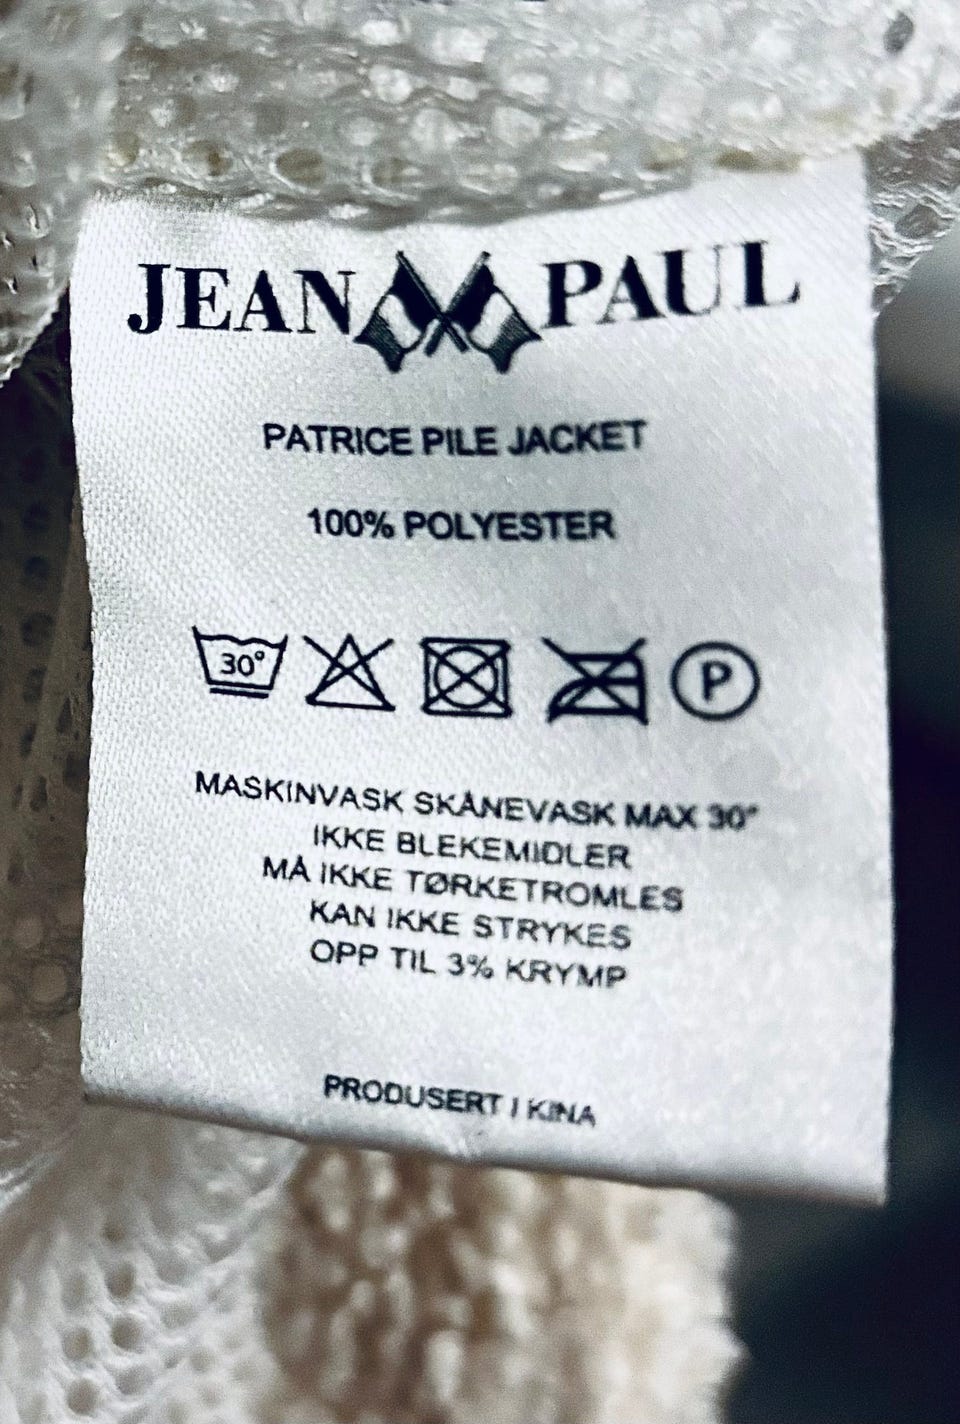 JEAN PAUL
PATRICE PILE JACKET
100% POLYESTER
30° P
MASKINVASK SKÅNEVASK MAX 30°
IKKE BLEKEMIDLER
MÅ IKKE TØRKETROMLES
KAN IKKE STRYKES
OPP TIL 3% KRYMP
PRODUSERT I KINA